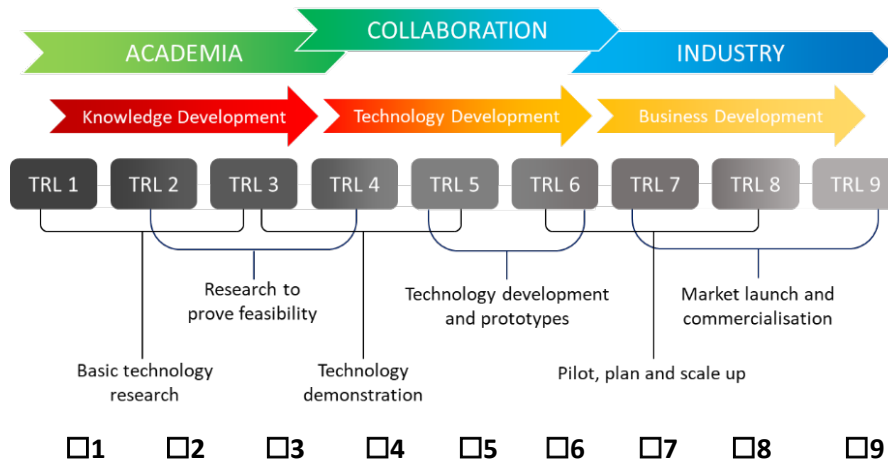 ACADEMIA
COLLABORATION
INDUSTRY
Knowledge Development
Technology Development
Business Development
TRL 1
TRL 2
TRL 3
TRL 4
TRL 5
TRL 6
TRL 7
TRL 8
TRL 9
Research to
prove feasibility
Technology development
and prototypes
Market launch and
commercialisation
Basic technology
research
Technology
demonstration
Pilot, plan and scale up
☐1 ☐2 ☐3 ☐4 ☐5 ☐6 ☐7 ☐8 ☐9